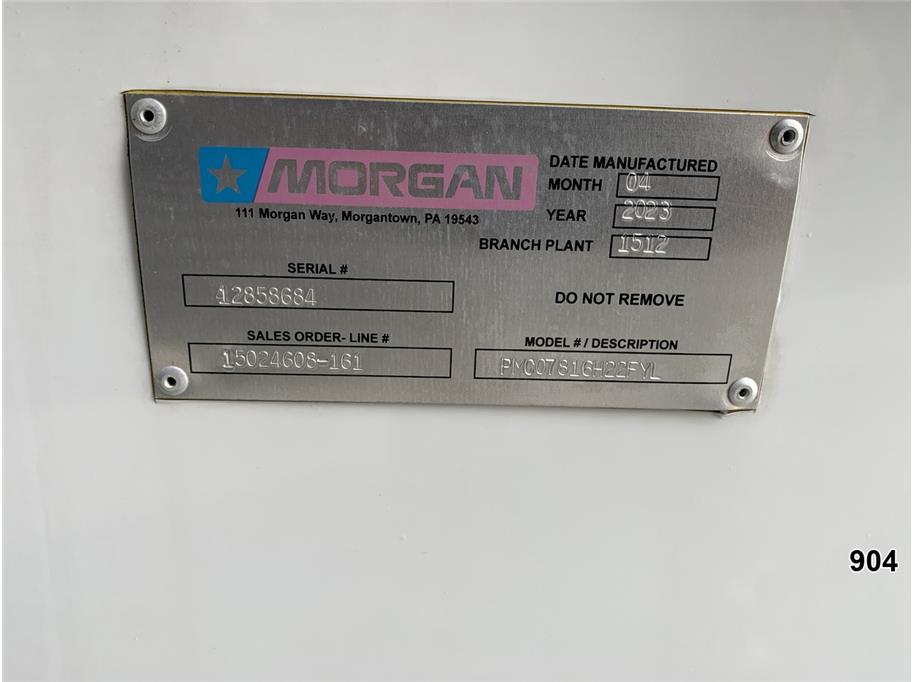 MORGAN
111 Morgan Way, Morgantown, PA 19543
DATE MANUFACTURED
MONTH 04
YEAR 2023
BRANCH PLANT 1512
SERIAL #
12858684
DO NOT REMOVE
SALES ORDER- LINE #
15024608-161
MODEL # / DESCRIPTION
PMC07816H22FYL
904